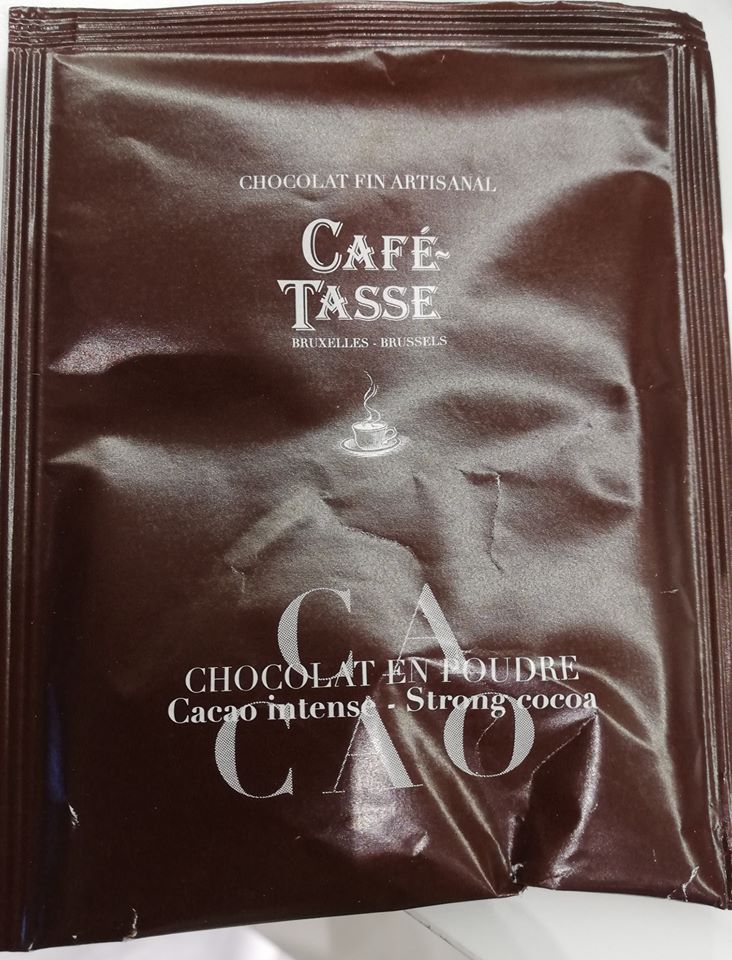 CHOCOLAT FIN ARTISANAL
CAFÉ-
TASSE
BRUXELLES - BRUSSELS
CA
CHOCOLAT EN POUDRE
Cacao intense - Strong cocoa
CAO